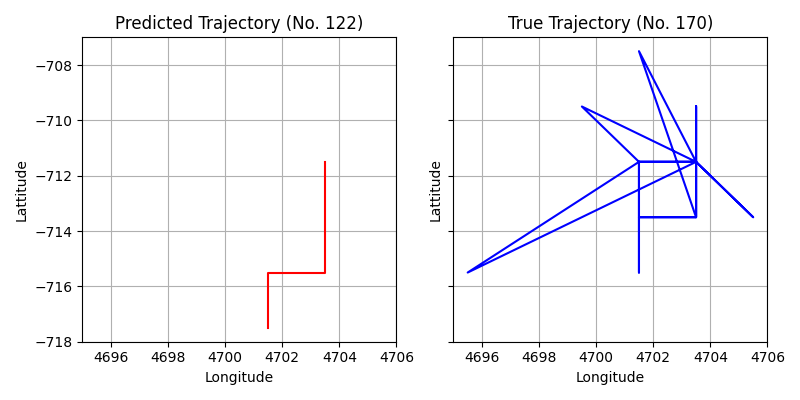 Predicted Trajectory (No. 122)
True Trajectory (No. 170)
−708
−710
−712
−714
−716
−718
Lattitude
Lattitude
4696 4698 4700 4702 4704 4706
4696 4698 4700 4702 4704 4706
Longitude
Longitude